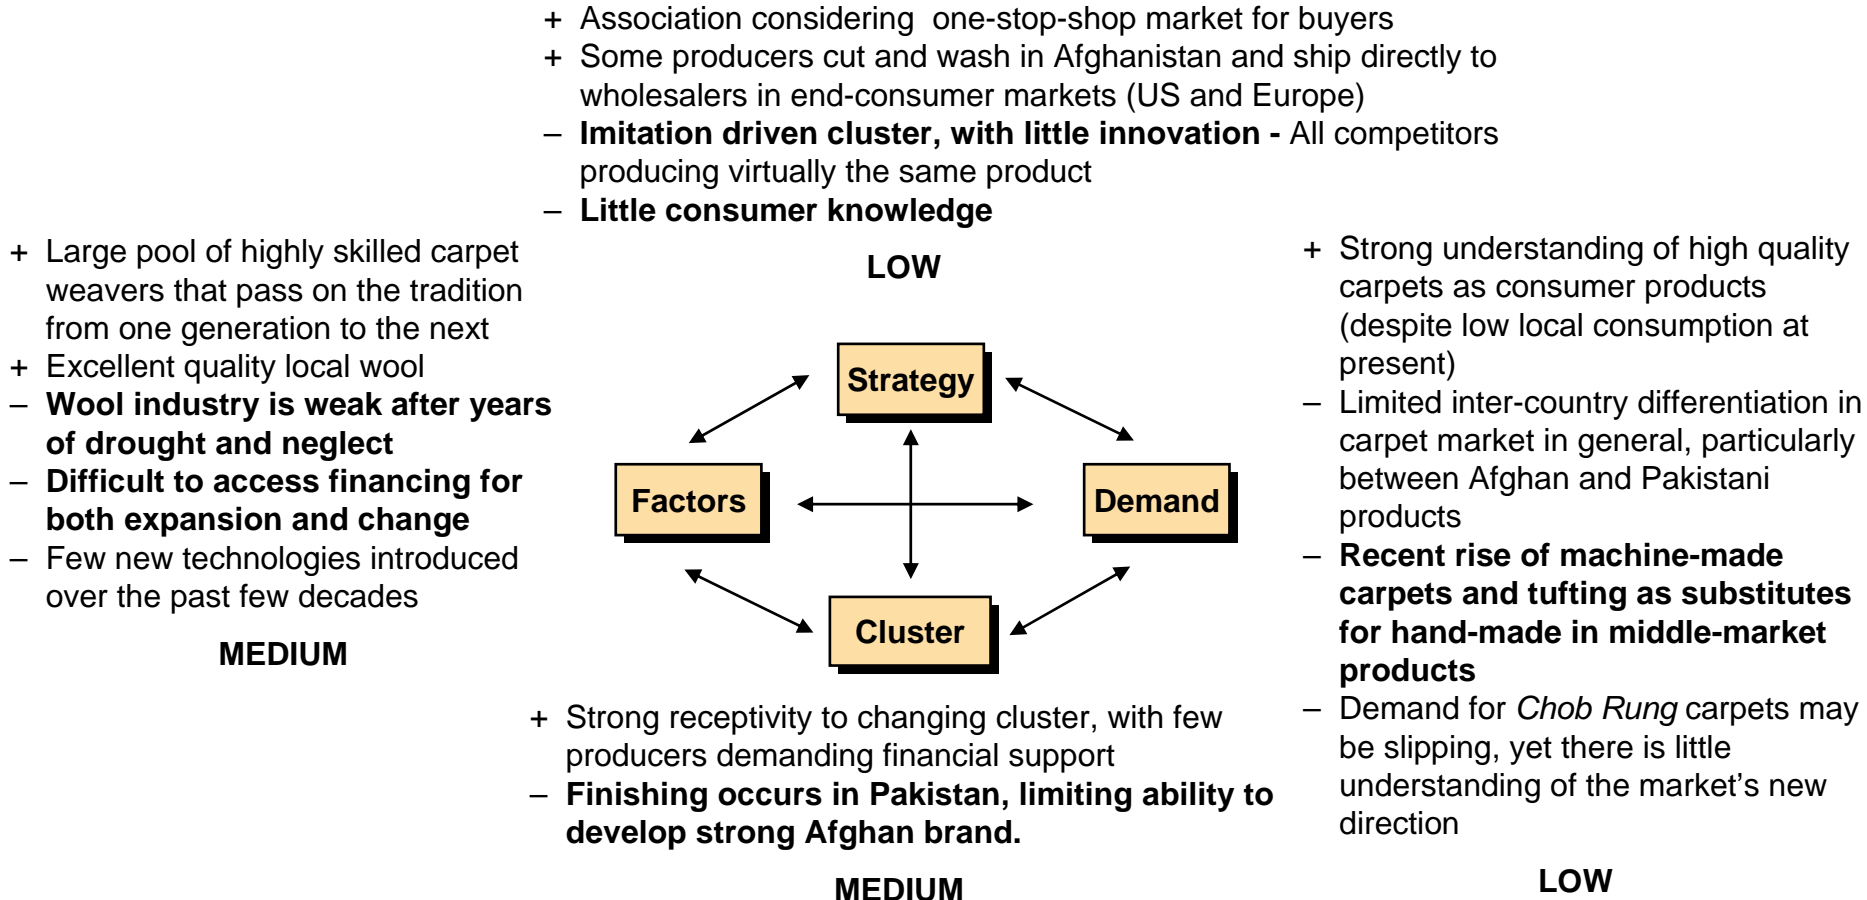 + Association considering one-stop-shop market for buyers
+ Some producers cut and wash in Afghanistan and ship directly to
wholesalers in end-consumer markets (US and Europe)
– Imitation driven cluster, with little innovation - All competitors
producing virtually the same product
– Little consumer knowledge
LOW
+ Large pool of highly skilled carpet
weavers that pass on the tradition
from one generation to the next
+ Excellent quality local wool
– Wool industry is weak after years
of drought and neglect
– Difficult to access financing for
both expansion and change
– Few new technologies introduced
over the past few decades
MEDIUM
Strategy
Factors
Demand
Cluster
+ Strong understanding of high quality
carpets as consumer products
(despite low local consumption at
present)
– Limited inter-country differentiation in
carpet market in general, particularly
between Afghan and Pakistani
products
– Recent rise of machine-made
carpets and tufting as substitutes
for hand-made in middle-market
products
– Demand for Chob Rung carpets may
be slipping, yet there is little
understanding of the market's new
direction
LOW
+ Strong receptivity to changing cluster, with few
producers demanding financial support
– Finishing occurs in Pakistan, limiting ability to
develop strong Afghan brand.
MEDIUM